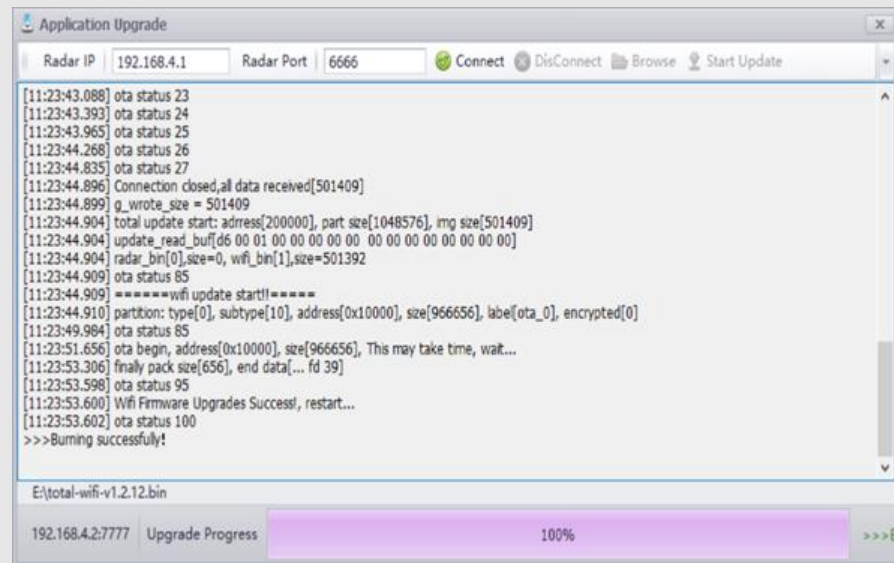 Application Upgrade
Radar IP 192.168.4.1 Radar Port 6666 Connect DisConnect Browse Start Update
[11:23:43.088] ota status 23
[11:23:43.393] ota status 24
[11:23:43.965] ota status 25
[11:23:44.268] ota status 26
[11:23:44.835] ota status 27
[11:23:44.896] Connection closed,all data received[501409]
[11:23:44.899] g_wrote_size = 501409
[11:23:44.904] total update start: adrress[200000], part size[1048576], img size[501409]
[11:23:44.904] update_read_buf[d6 00 01 00 00 00 00 00  00 00 00 00 00 00 00 00]
[11:23:44.904] radar_bin[0],size=0, wifi_bin[1],size=501392
[11:23:44.909] ota status 85
[11:23:44.909] ======wifi update start!!=====
[11:23:44.910] partition: type[0], subtype[10], address[0x10000], size[966656], label[ota_0], encrypted[0]
[11:23:49.984] ota status 85
[11:23:51.656] ota begin, address[0x10000], size[966656], This may take time, wait...
[11:23:53.306] finally pack size[656], end data[... fd 39]
[11:23:53.598] ota status 95
[11:23:53.600] Wifi Firmware Upgrades Success!, restart...
[11:23:53.602] ota status 100
>>>Burning successfully!
E:\total-wifi-v1.2.12.bin
192.168.4.2:7777 Upgrade Progress 100% >>>B